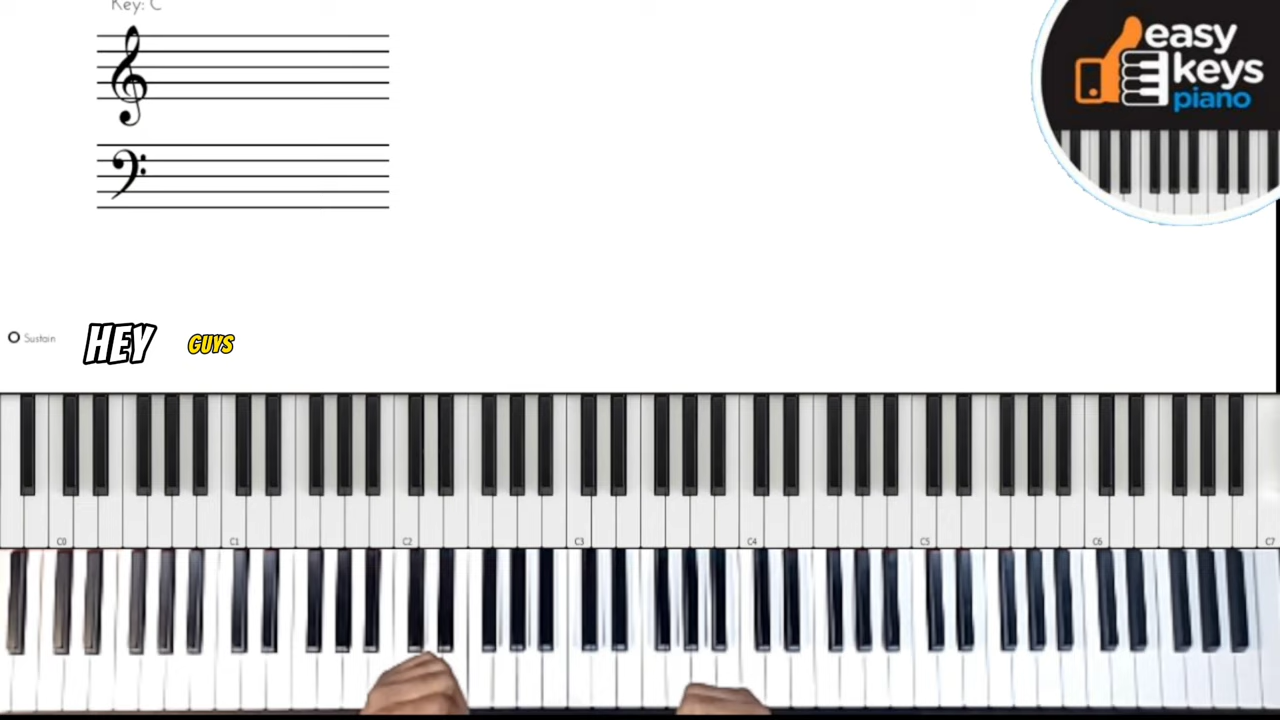 Key: C
easy
keys
piano
Sustain
HEY GUYS
C0 C1 C2 C3 C4 C5 C6 C7